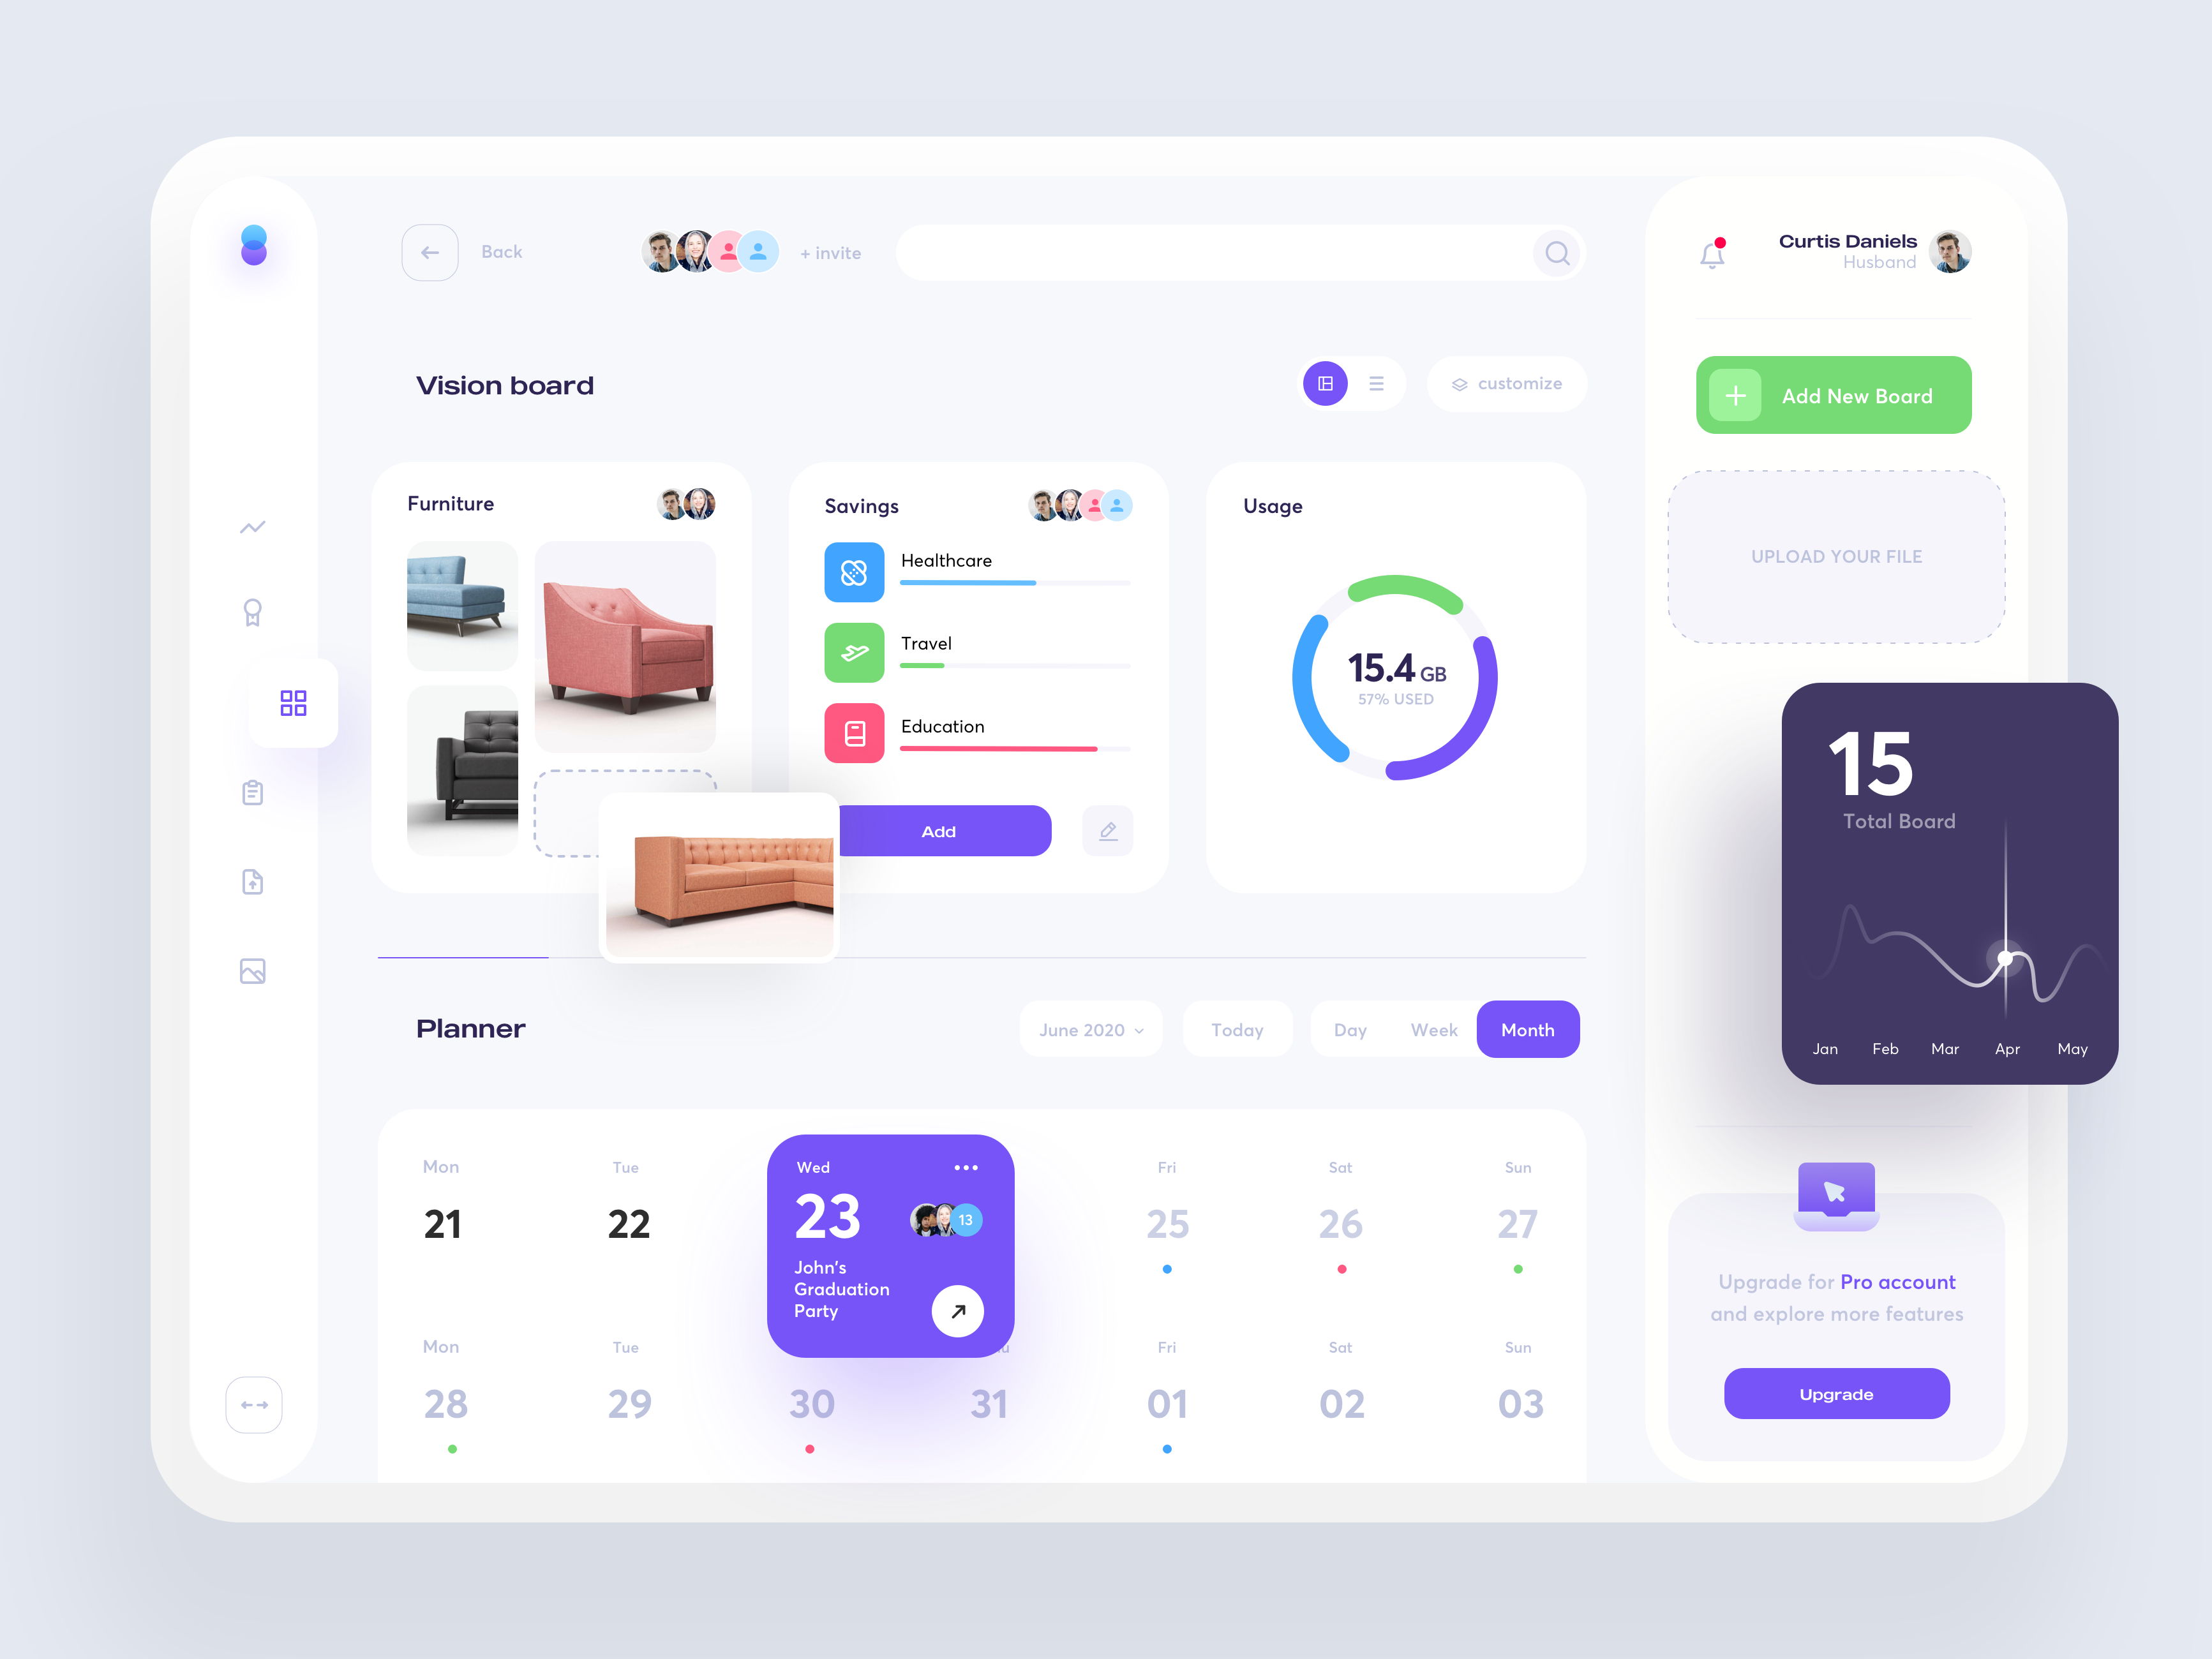 Back
+ invite
Curtis Daniels
Husband
Vision board
customize
Add New Board
Furniture
Savings
Healthcare
Travel
Education
Add
Usage
15.4 GB
57% USED
UPLOAD YOUR FILE
15
Total Board
Jan Feb Mar Apr May
Planner
June 2020
Today
Day Week Month
Mon Tue Wed Fri Sat Sun
21 22 23 25 26 27
13
John's
Graduation
Party
Mon Tue Fri Sat Sun
28 29 30 31 01 02 03
Upgrade for Pro account
and explore more features
Upgrade